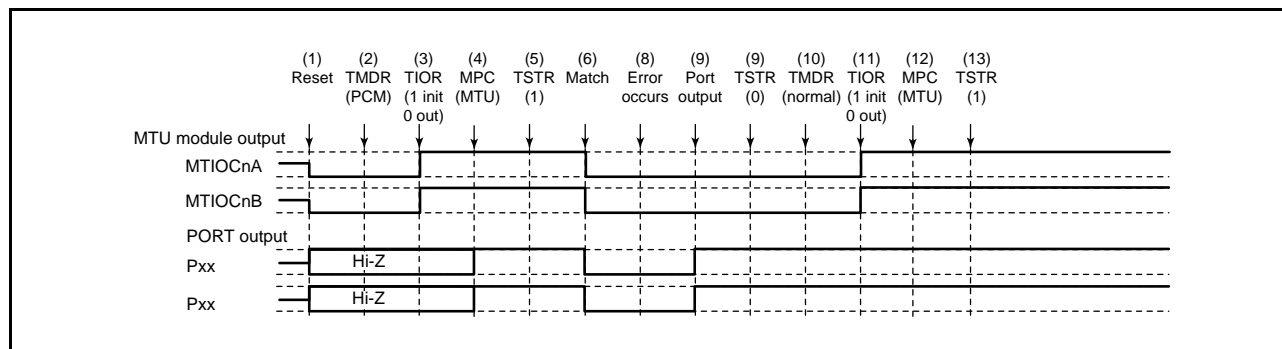 (1) (2) (3) (4) (5) (6) (8) (9) (9) (10) (11) (12) (13)
Reset TMDR TIOR MPC TSTR Match Error Port TSTR TMDR TIOR MPC TSTR
(PCM) (1 init (MTU) (1) occurs output (0) (normal) (1 init (MTU) (1)
0 out) 0 out)
MTU module output
MTIOCnA
MTIOCnB
PORT output
Pxx Hi-Z
Pxx Hi-Z